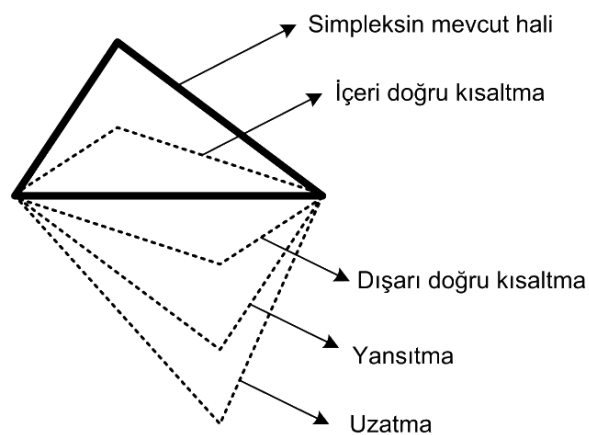 Simpleksin mevcut hali
İçeri doğru kısaltma
Dışarı doğru kısaltma
Yansıtma
Uzatma